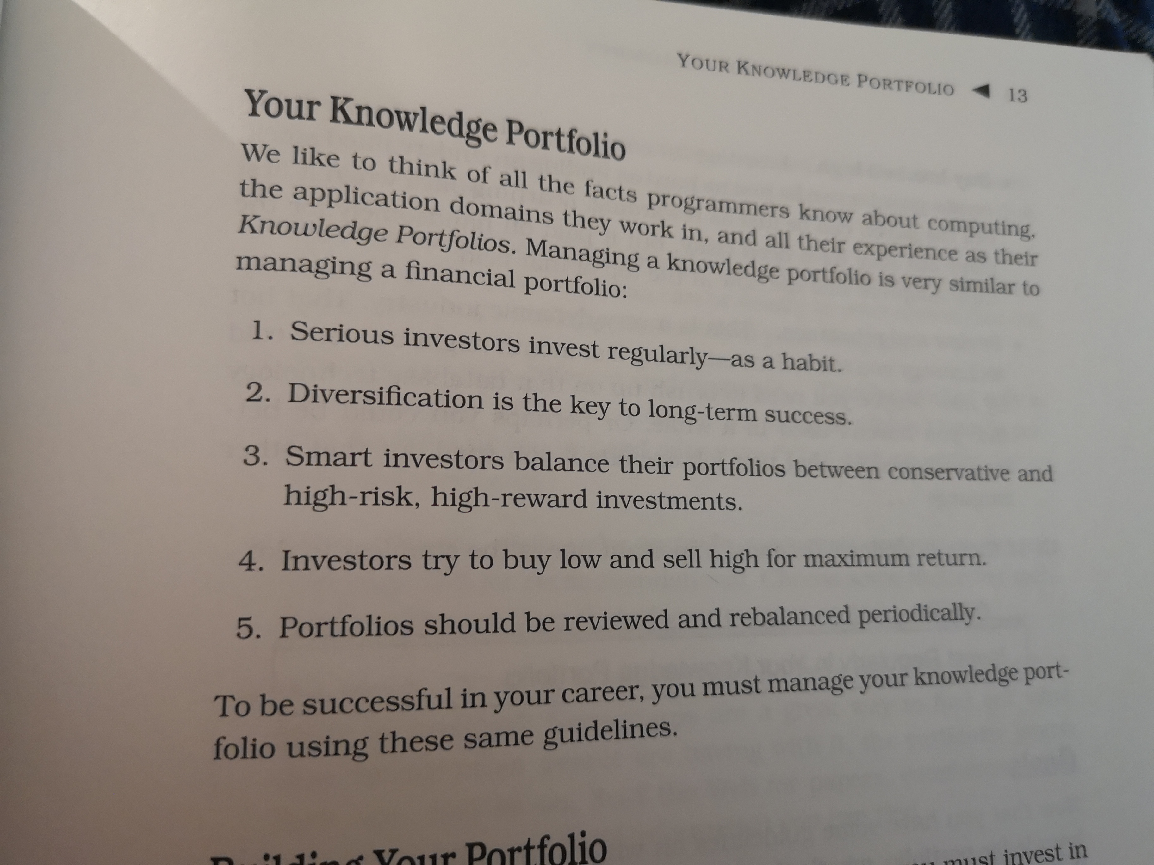 YOUR KNOWLEDGE PORTFOLIO ◄ 13
Your Knowledge Portfolio
We like to think of all the facts programmers know about computing,
the application domains they work in, and all their experience as their
Knowledge Portfolios. Managing a knowledge portfolio is very similar to
managing a financial portfolio:
1. Serious investors invest regularly—as a habit.
2. Diversification is the key to long-term success.
3. Smart investors balance their portfolios between conservative and
high-risk, high-reward investments.
4. Investors try to buy low and sell high for maximum return.
5. Portfolios should be reviewed and rebalanced periodically.
To be successful in your career, you must manage your knowledge port-
folio using these same guidelines.
Building Your Portfolio
must invest in